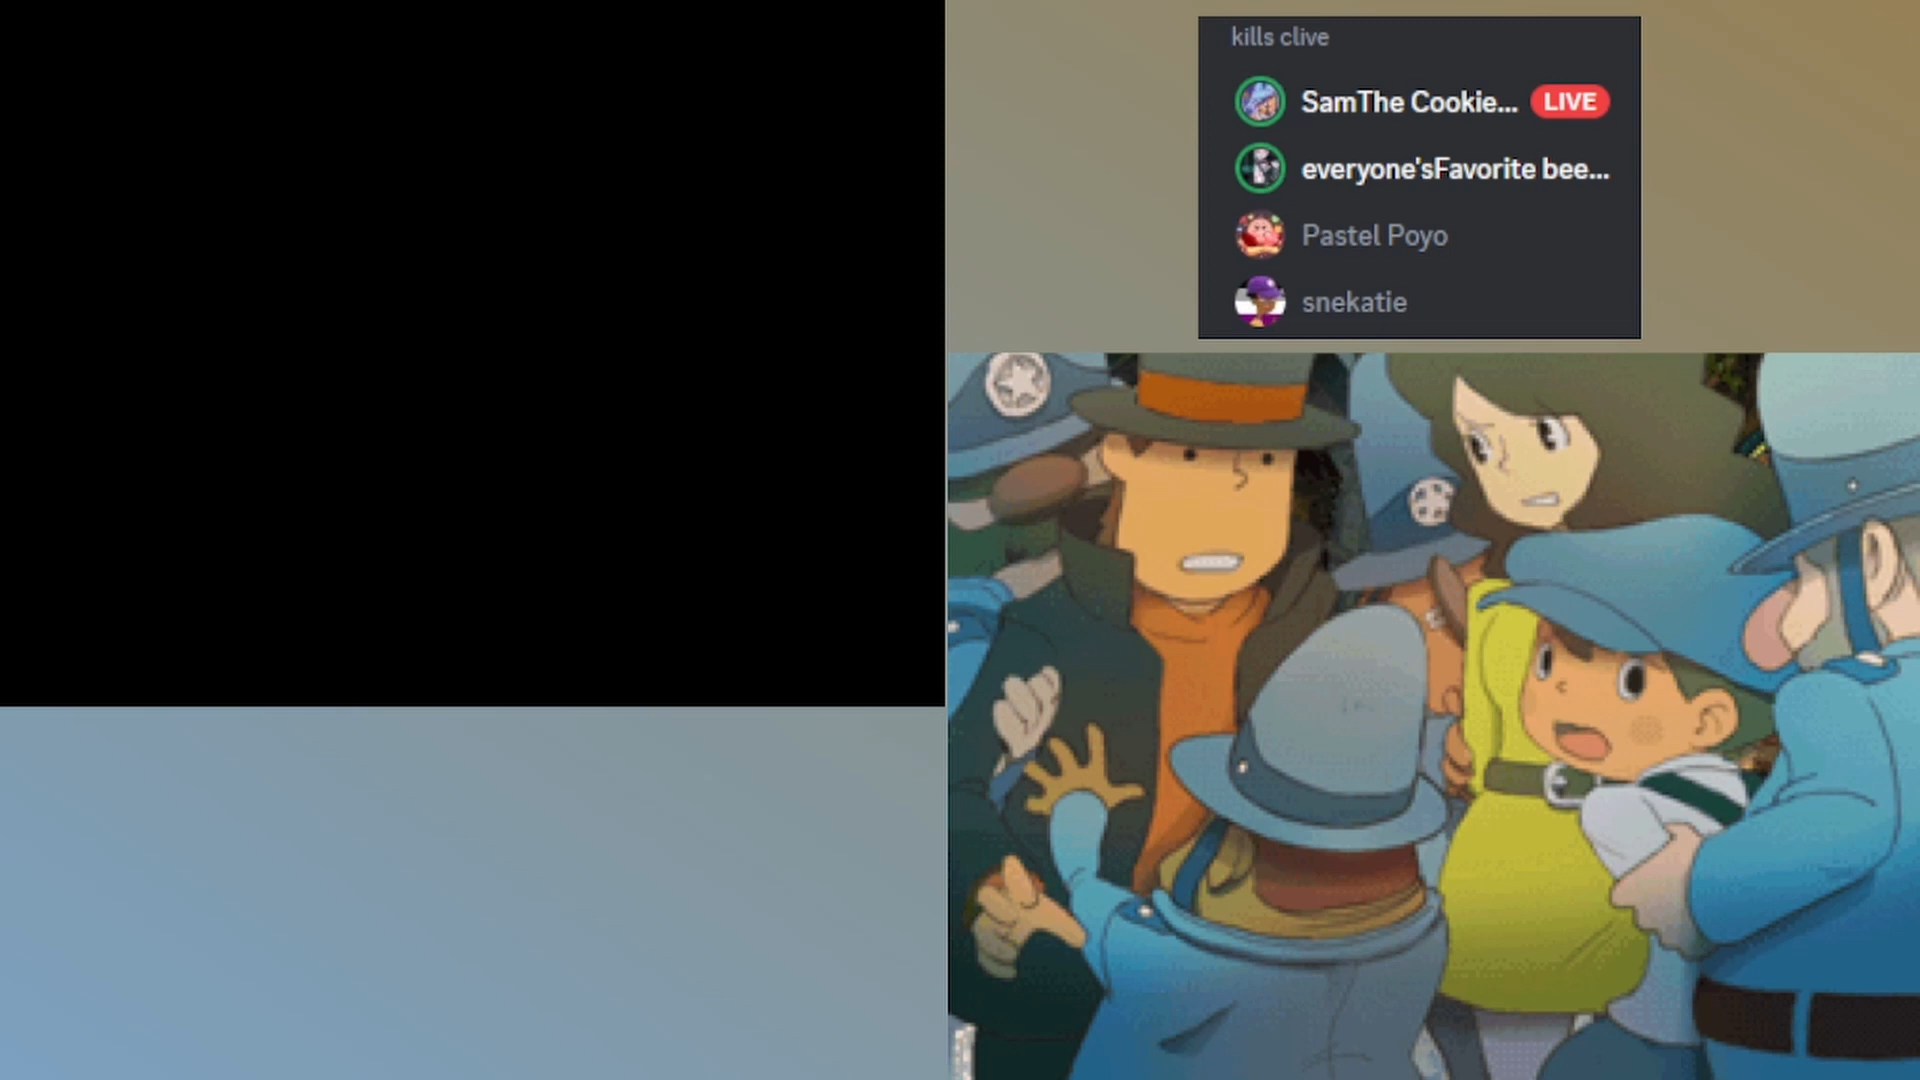 kills clive
SamThe Cookie... LIVE
everyone'sFavorite bee...
Pastel Poyo
snekatie